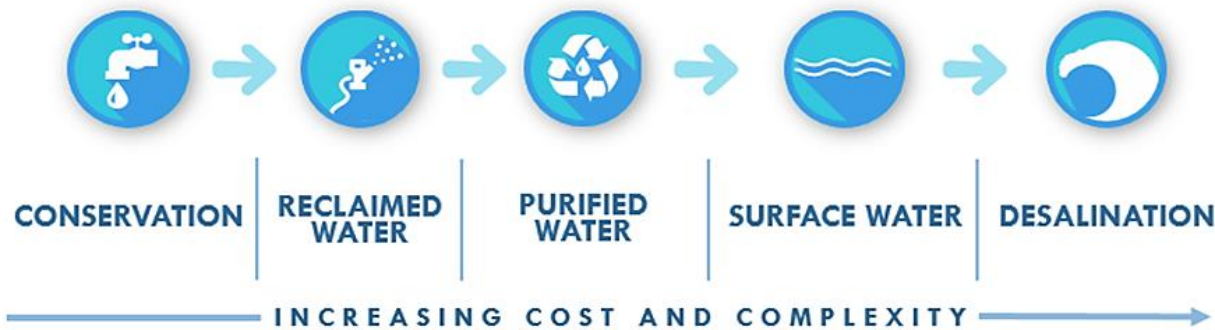 CONSERVATION
RECLAIMED
WATER
PURIFIED
WATER
SURFACE WATER
DESALINATION
INCREASING COST AND COMPLEXITY